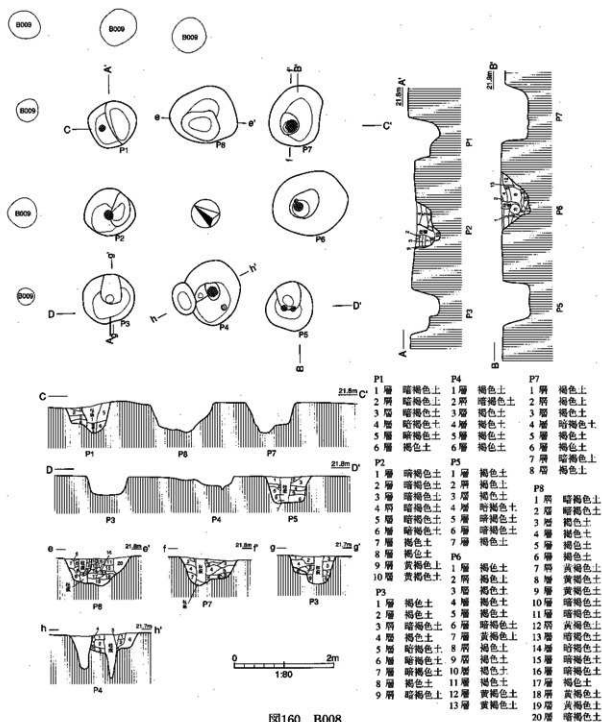 B009
B009
B009
A'
f'
B'
B009
C
P1
e
e'
P8
P7
f
C'
B009
P2
P6
g'
h'
h
D
P3
A
g
P4
P5
D'
B
B009
A'
21.8m
P1
P2
P3
A
B'
21.9m
P7
P6
P5
B
C
21.8m
C'
P1
P8
P7
D
21.8m
D'
P3
P4
P5
e
21.8m
e'
P8
f
21.8m
f'
P7
g
21.7m
g'
P3
h
21.7m
h'
P4
0
2m
1:80
P1
1層 暗褐色土
2層 暗褐色土
3層 暗褐色土
4層 暗褐色土
5層 暗褐色土
6層 褐色土
P2
1層 暗褐色土
2層 暗褐色土
3層 暗褐色土
4層 暗褐色土
5層 暗褐色土
6層 暗褐色土
7層 褐色土
8層 褐色土
9層 黄褐色土
10層 黄褐色土
P3
1層 褐色土
2層 褐色土
3層 暗褐色土
4層 褐色土
5層 暗褐色土
6層 暗褐色土
7層 暗褐色土
8層 褐色土
9層 暗褐色土
P4
1層 褐色土
2層 暗褐色土
3層 褐色土
4層 褐色土
5層 褐色土
6層 褐色土
P5
1層 褐色土
2層 褐色土
3層 褐色土
4層 暗褐色土
5層 暗褐色土
6層 暗褐色土
7層 褐色土
P6
1層 褐色土
2層 褐色土
3層 褐色土
4層 褐色土
5層 褐色土
6層 暗褐色土
7層 黄褐色土
8層 褐色土
9層 褐色土
10層 褐色土
11層 褐色土
12層 黄褐色土
13層 黄褐色土
P7
1層 褐色土
2層 褐色土
3層 褐色土
4層 暗褐色土
5層 褐色土
6層 褐色土
7層 暗褐色土
8層 褐色土
P8
1層 暗褐色土
2層 暗褐色土
3層 褐色土
4層 褐色土
5層 褐色土
6層 褐色土
7層 黄褐色土
8層 黄褐色土
9層 黄褐色土
10層 暗褐色土
11層 暗褐色土
12層 黄褐色土
13層 暗褐色土
14層 暗褐色土
15層 暗褐色土
16層 暗褐色土
17層 褐色土
18層 黄褐色土
19層 黄褐色土
20層 暗褐色土
図160 B008